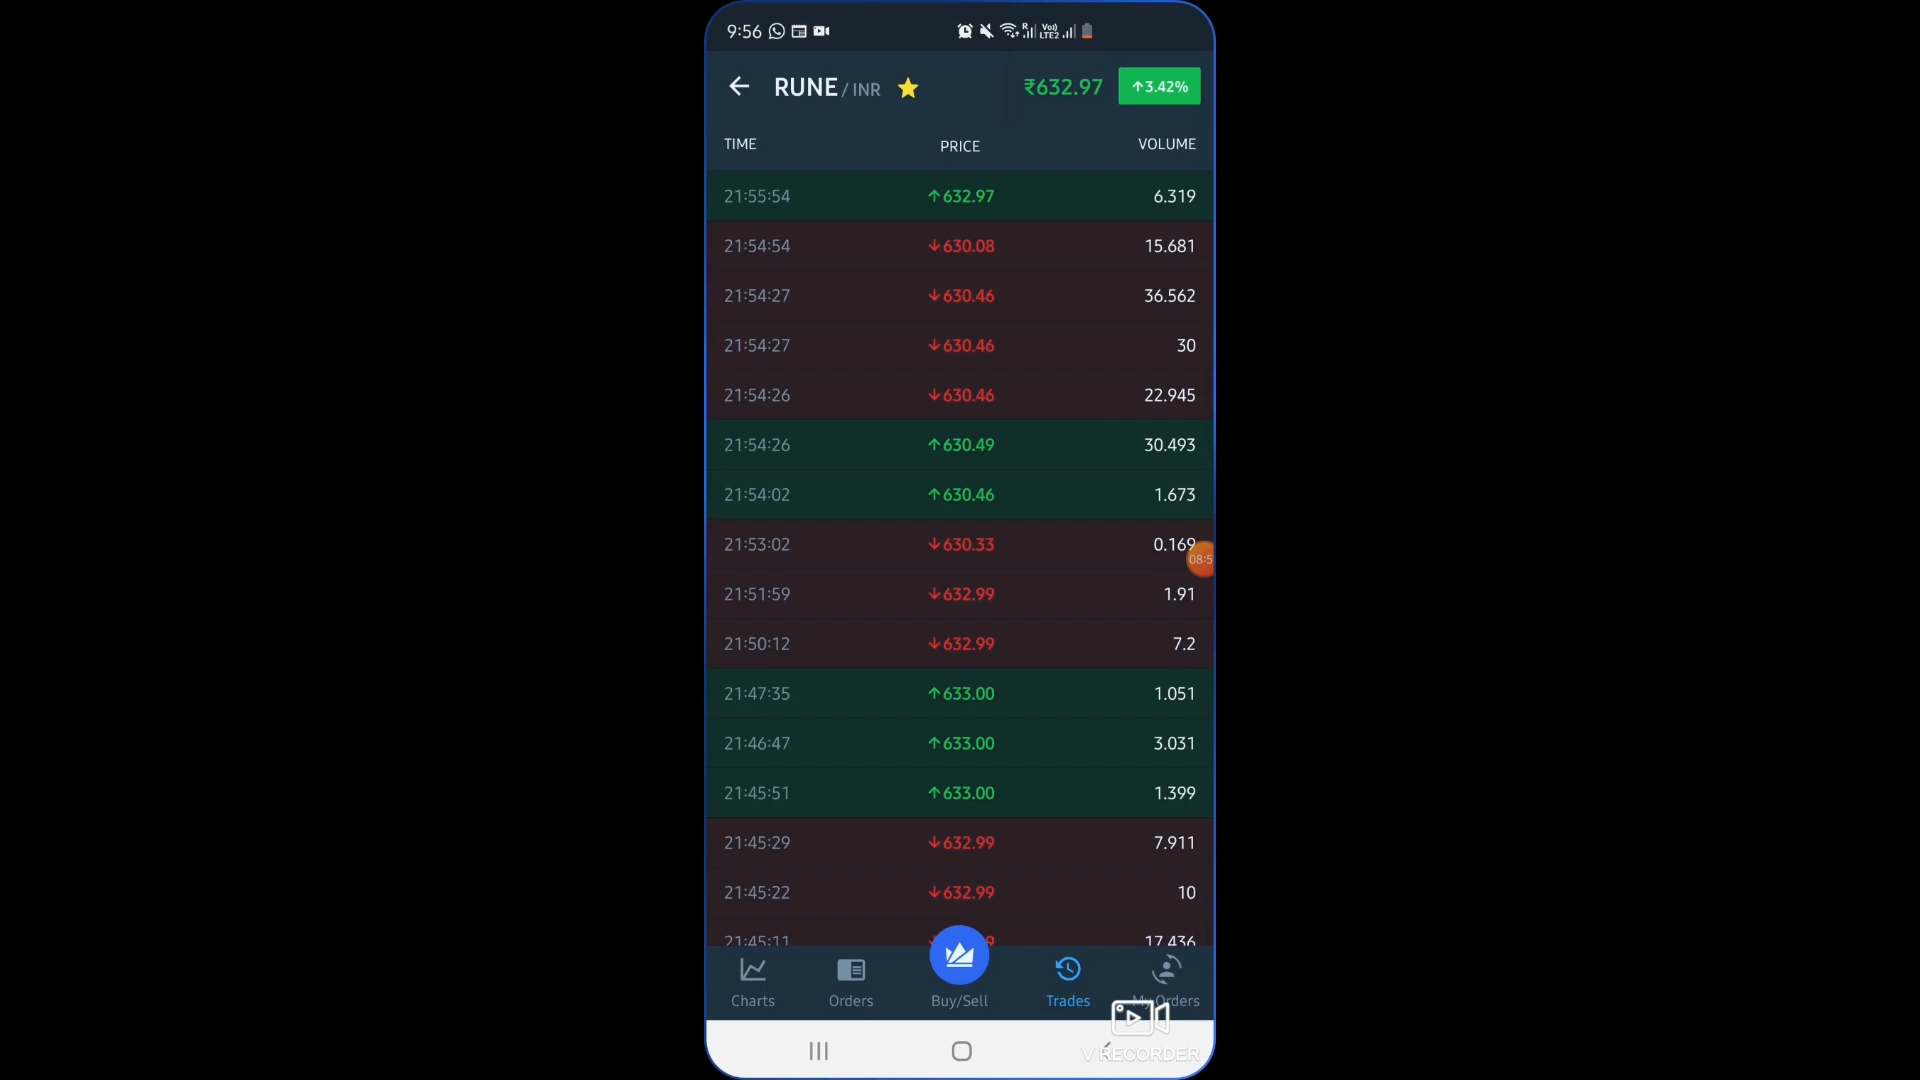 9:56 R Vo)) LTE2
RUNE / INR ₹632.97 ↑3.42%
TIME PRICE VOLUME
21:55:54 ↑632.97 6.319
21:54:54 ↓630.08 15.681
21:54:27 ↓630.46 36.562
21:54:27 ↓630.46 30
21:54:26 ↓630.46 22.945
21:54:26 ↑630.49 30.493
21:54:02 ↑630.46 1.673
21:53:02 ↓630.33 0.169
08:5
21:51:59 ↓632.99 1.91
21:50:12 ↓632.99 7.2
21:47:35 ↑633.00 1.051
21:46:47 ↑633.00 3.031
21:45:51 ↑633.00 1.399
21:45:29 ↓632.99 7.911
21:45:22 ↓632.99 10
21:45:11 17.436
Charts Orders Buy/Sell Trades My Orders
V RECORDER